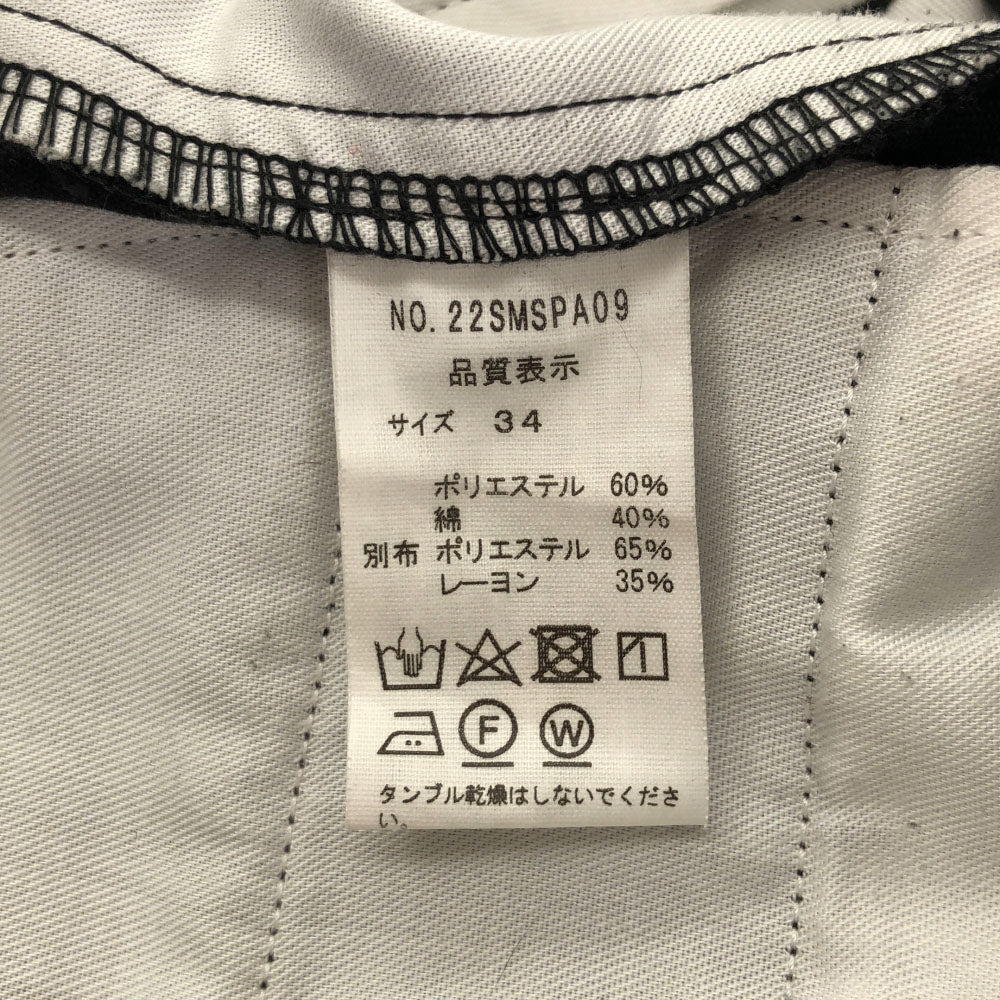 NO.22SMSPA09
品質表示
サイズ 34
ポリエステル 60%
綿 40%
別布 ポリエステル 65%
レーヨン 35%
F W
タンブル乾燥はしないでくださ
い。